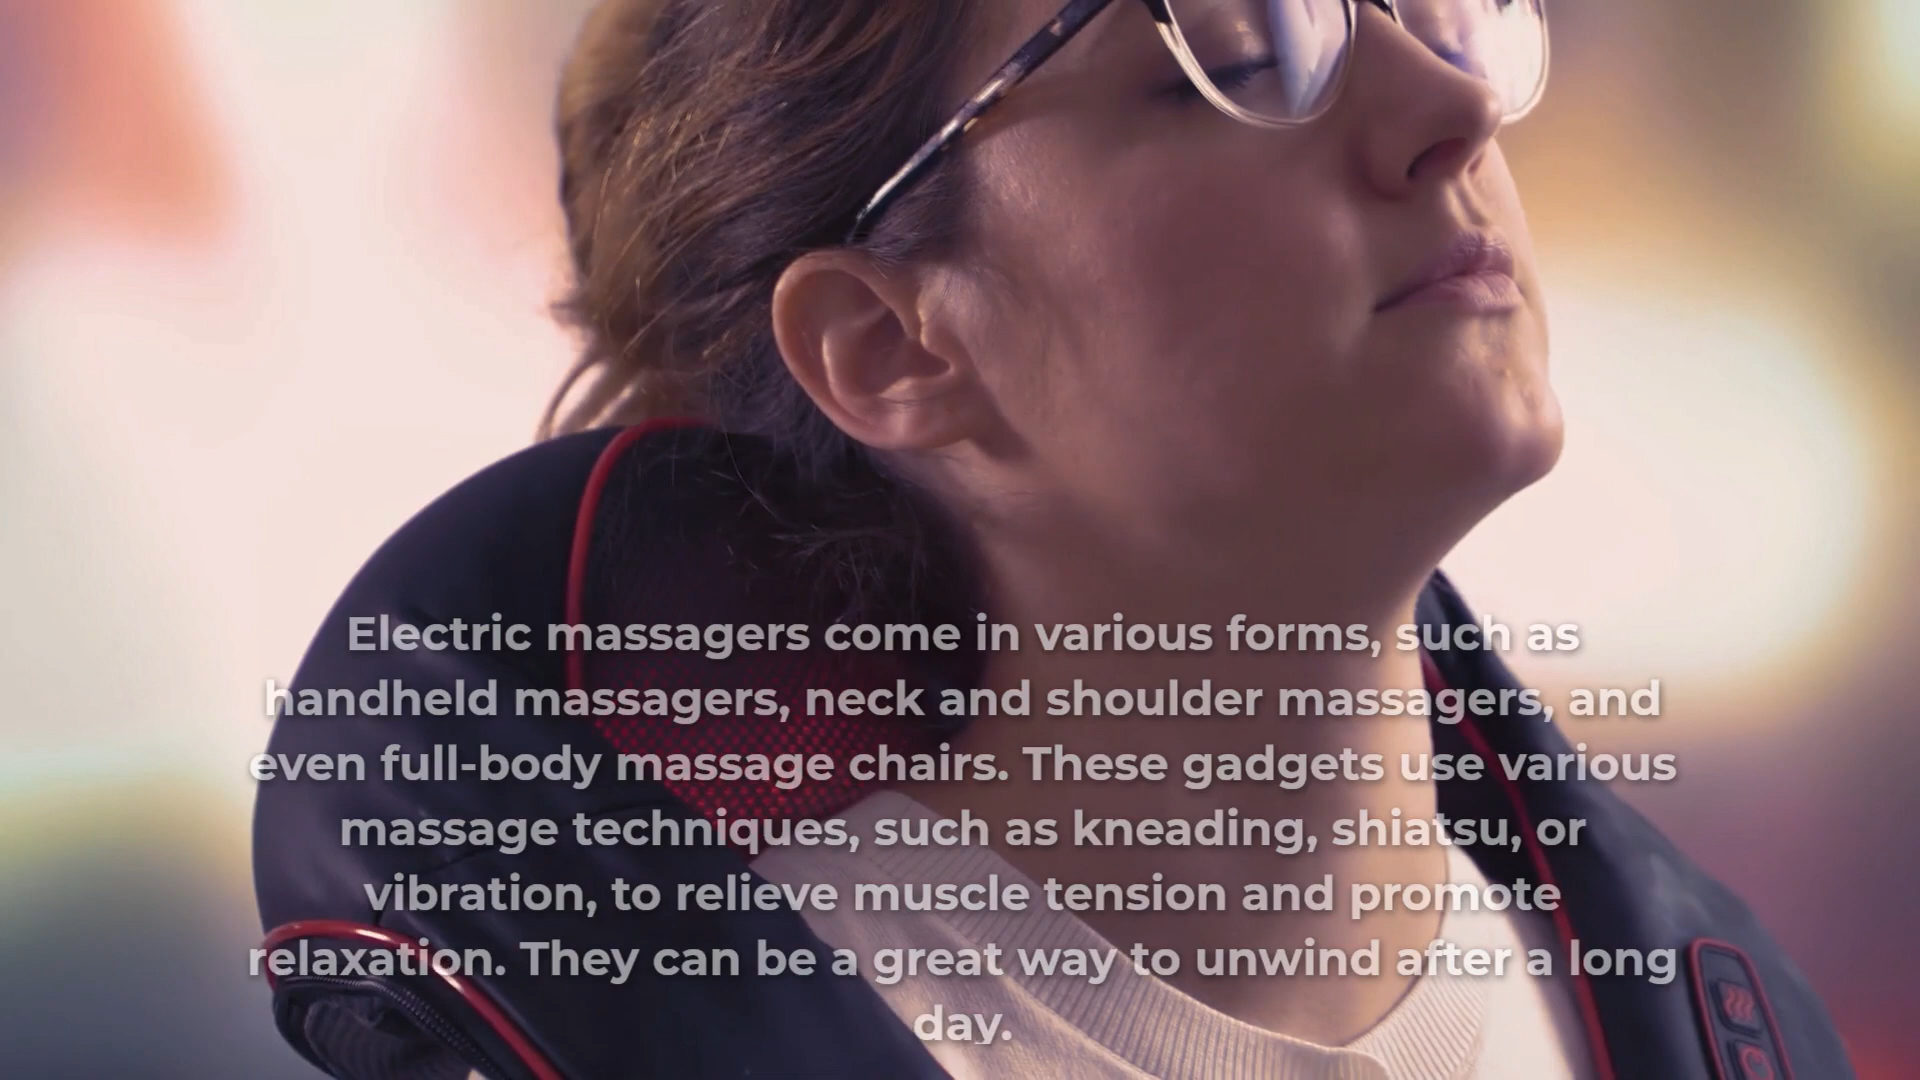 Electric massagers come in various forms, such as
handheld massagers, neck and shoulder massagers, and
even full-body massage chairs. These gadgets use various
massage techniques, such as kneading, shiatsu, or
vibration, to relieve muscle tension and promote
relaxation. They can be a great way to unwind after a long
day.